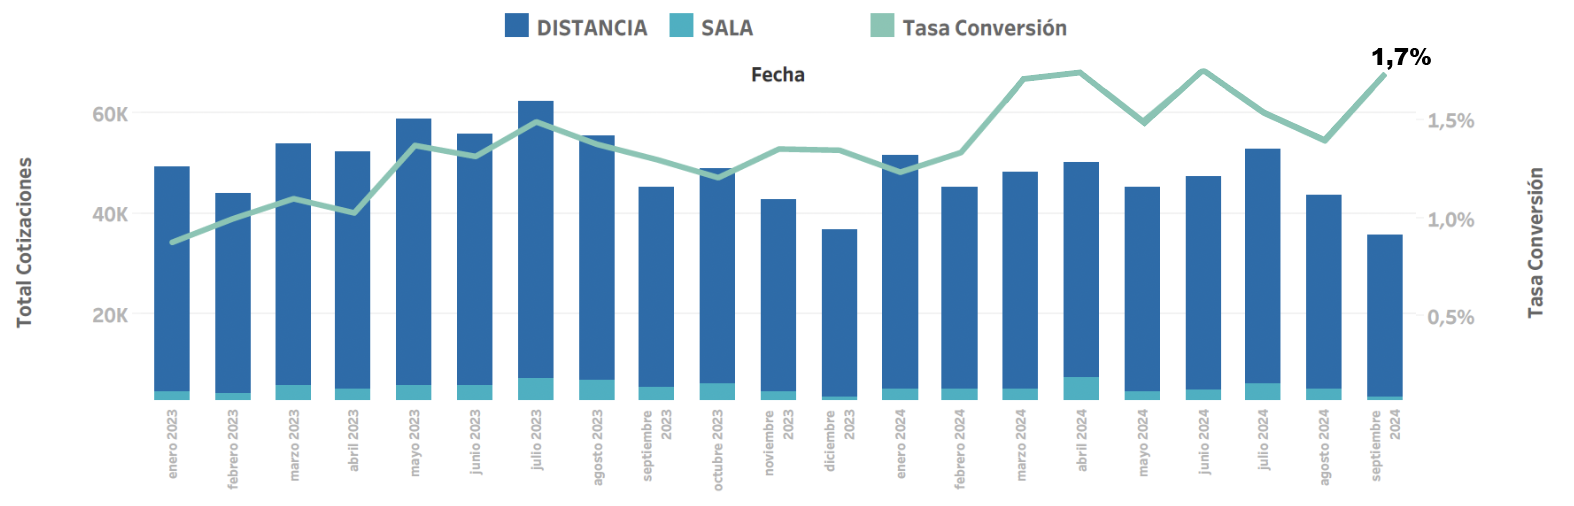 DISTANCIA SALA Tasa Conversión
Fecha
1,7%
Total Cotizaciones
60K
40K
20K
1,5%
1,0%
0,5%
Tasa Conversión
enero 2023
febrero 2023
marzo 2023
abril 2023
mayo 2023
junio 2023
julio 2023
agosto 2023
septiembre
2023
octubre 2023
noviembre
2023
diciembre
2023
enero 2024
febrero 2024
marzo 2024
abril 2024
mayo 2024
junio 2024
julio 2024
agosto 2024
septiembre
2024